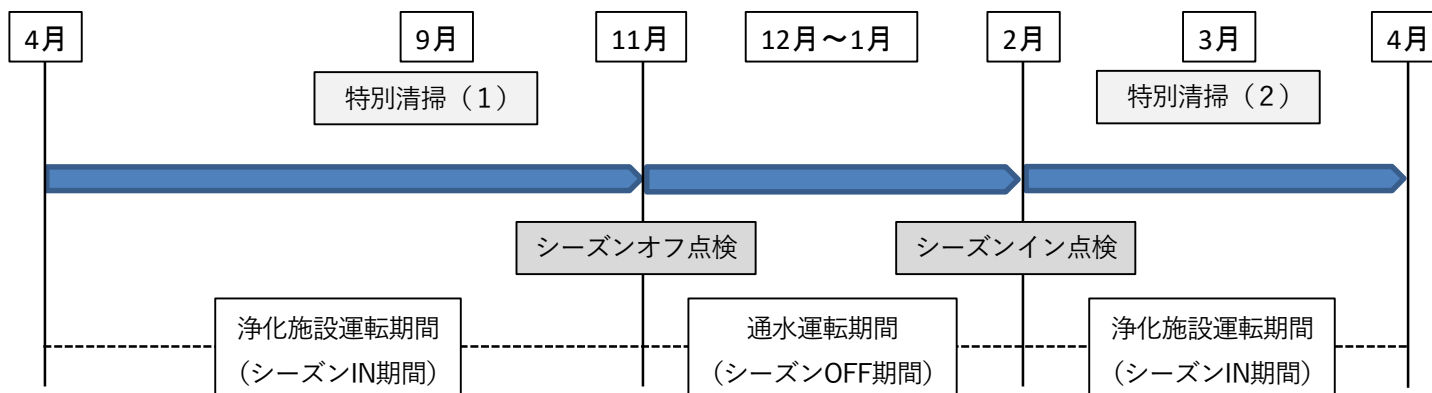 4月
9月
11月
12月～1月
2月
3月
4月
特別清掃（１）
特別清掃（２）
シーズンオフ点検
シーズンイン点検
浄化施設運転期間
（シーズンIN期間）
通水運転期間
（シーズンOFF期間）
浄化施設運転期間
（シーズンIN期間）